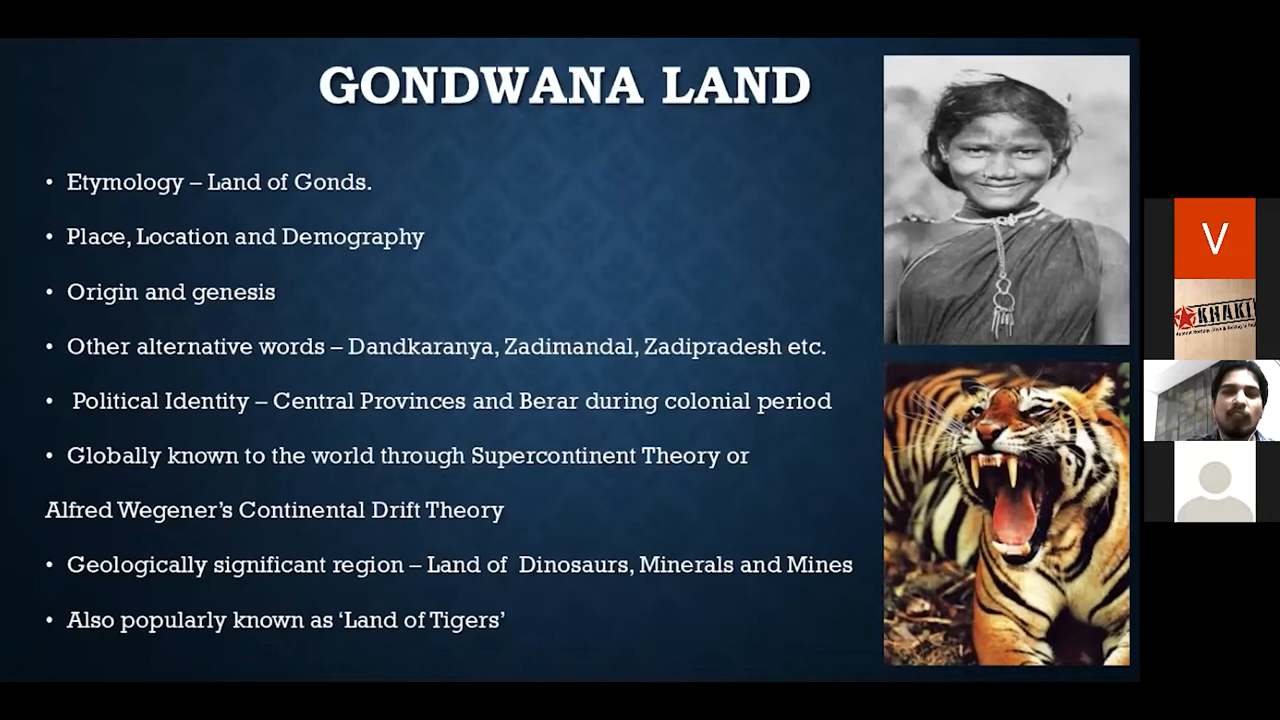 GONDWANA LAND
• Etymology – Land of Gonds.
• Place, Location and Demography
• Origin and genesis
• Other alternative words – Dandkaranya, Zadimandal, Zadipradesh etc.
• Political Identity – Central Provinces and Berar during colonial period
• Globally known to the world through Supercontinent Theory or
Alfred Wegener’s Continental Drift Theory
• Geologically significant region – Land of Dinosaurs, Minerals and Mines
• Also popularly known as ‘Land of Tigers’
V
KHAKI